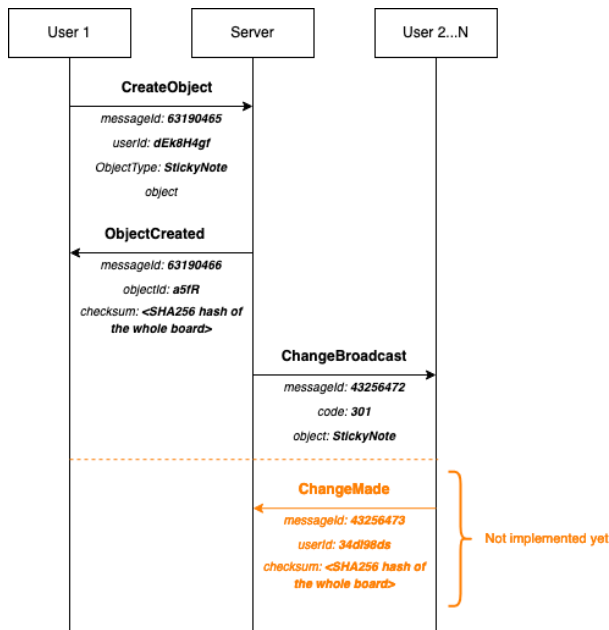 User 1
Server
User 2...N
CreateObject
messageId: 63190465
userId: dEk8H4gf
ObjectType: StickyNote
object
ObjectCreated
messageId: 63190466
objectId: a5fR
checksum: <SHA256 hash of
the whole board>
ChangeBroadcast
messageId: 43256472
code: 301
object: StickyNote
ChangeMade
messageId: 43256473
userId: 34dl98ds
checksum: <SHA256 hash of
the whole board>
Not implemented yet